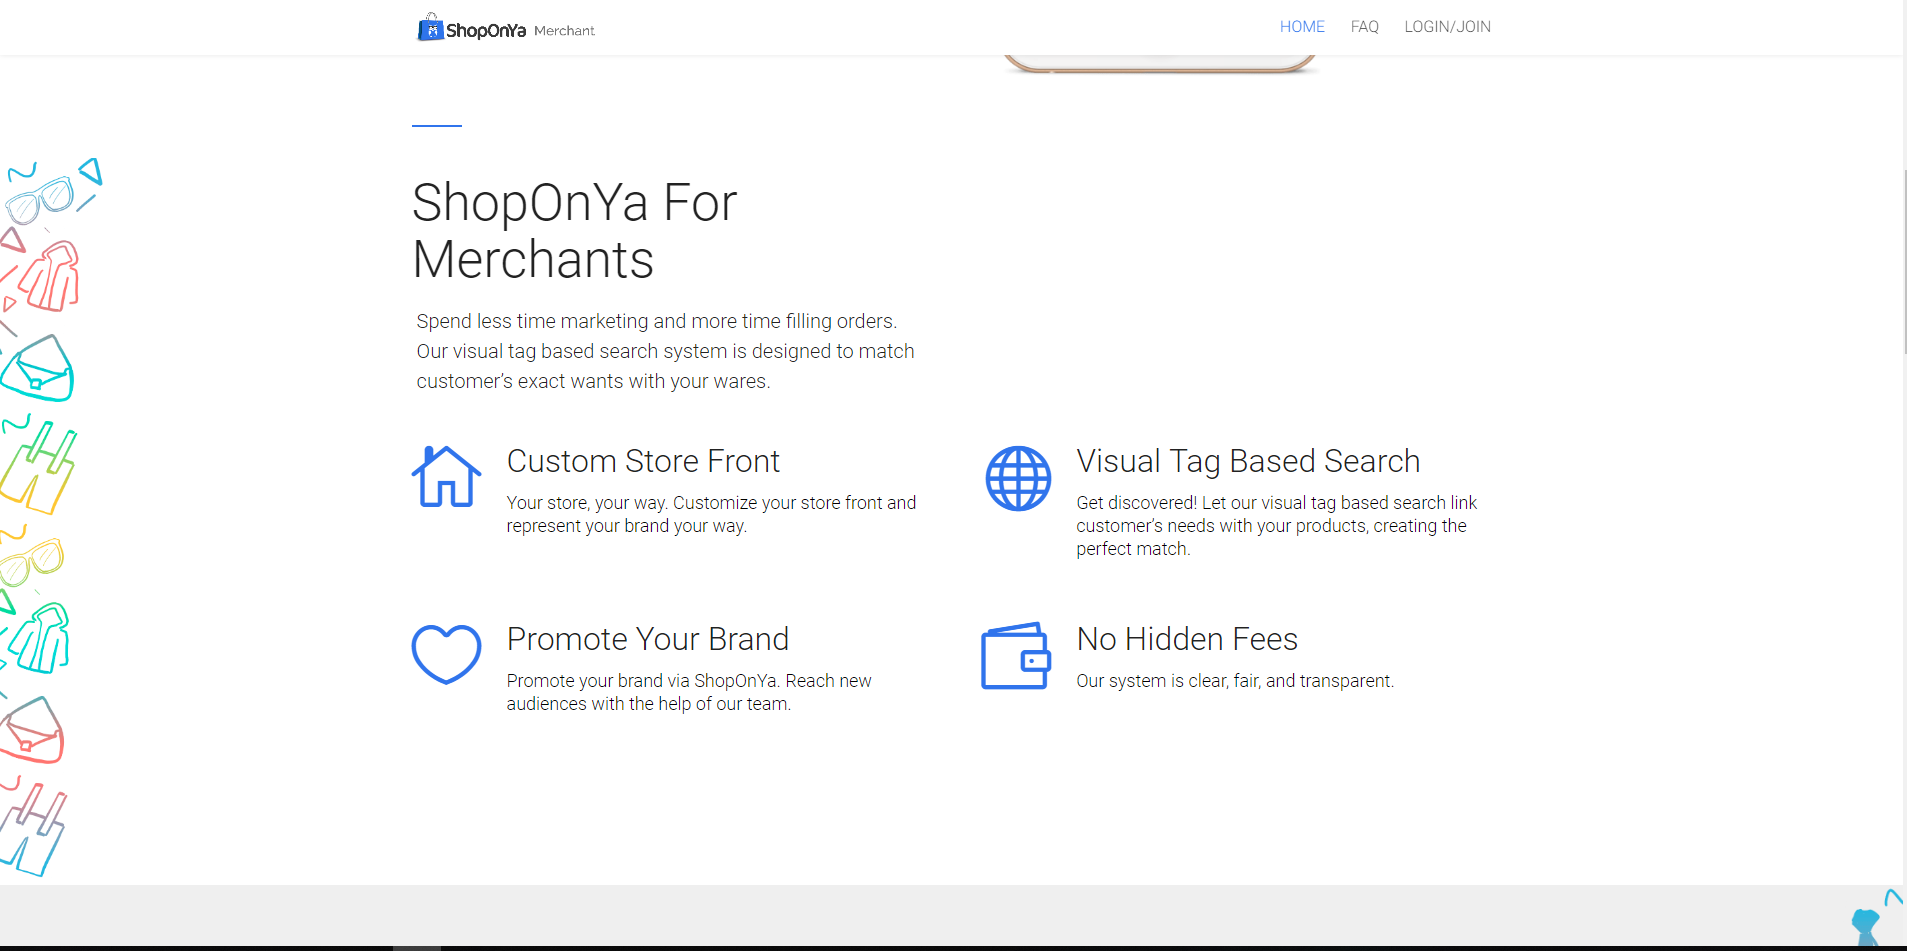 ShopOnYa Merchant
HOME FAQ LOGIN/JOIN
ShopOnYa For
Merchants
Spend less time marketing and more time filling orders.
Our visual tag based search system is designed to match
customer’s exact wants with your wares.
Custom Store Front
Your store, your way. Customize your store front and
represent your brand your way.
Visual Tag Based Search
Get discovered! Let our visual tag based search link
customer’s needs with your products, creating the
perfect match.
Promote Your Brand
Promote your brand via ShopOnYa. Reach new
audiences with the help of our team.
No Hidden Fees
Our system is clear, fair, and transparent.